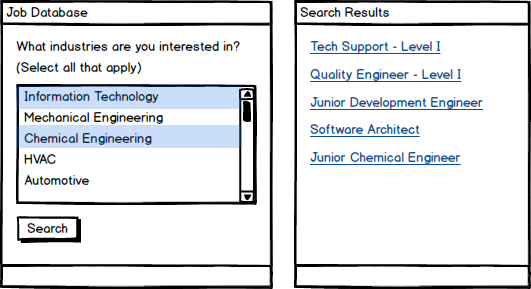 Job Database
What industries are you interested in?
(Select all that apply)
Information Technology
Mechanical Engineering
Chemical Engineering
HVAC
Automotive
Search
Search Results
Tech Support - Level I
Quality Engineer - Level I
Junior Development Engineer
Software Architect
Junior Chemical Engineer